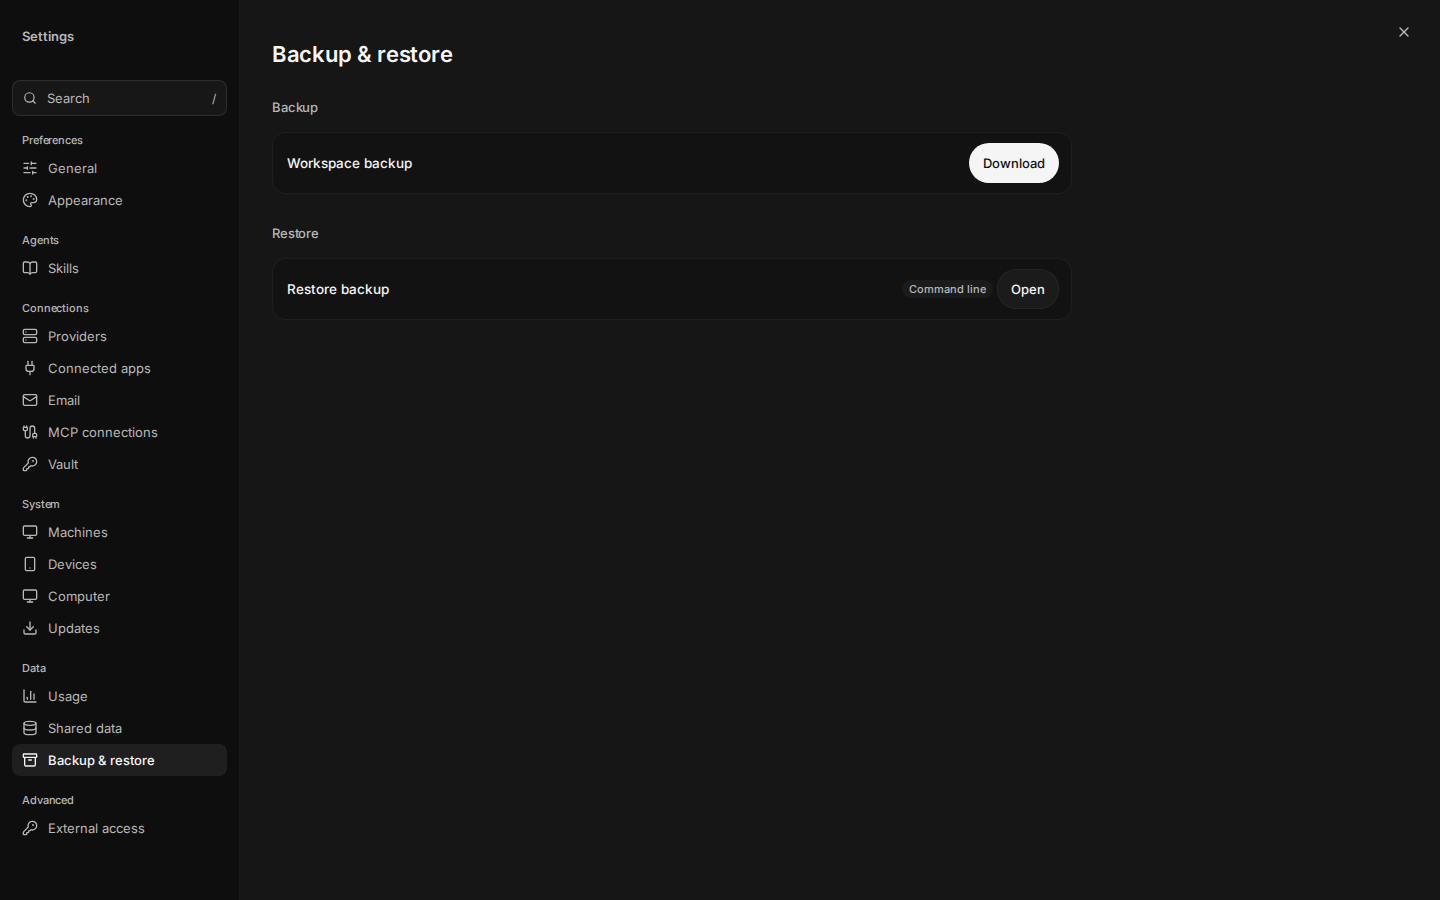 Settings
Search /
Preferences
General
Appearance
Agents
Skills
Connections
Providers
Connected apps
Email
MCP connections
Vault
System
Machines
Devices
Computer
Updates
Data
Usage
Shared data
Backup & restore
Advanced
External access
Backup & restore
Backup
Workspace backup Download
Restore
Restore backup Command line Open